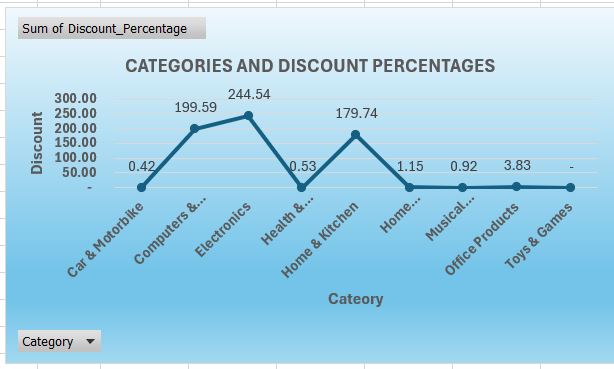 Sum of Discount_Percentage
CATEGORIES AND DISCOUNT PERCENTAGES
Discount
300.00
250.00
200.00
150.00
100.00
50.00
-
0.42
199.59
244.54
0.53
179.74
1.15
0.92
3.83
-
Car & Motorbike
Computers &...
Electronics
Health &...
Home & Kitchen
Home...
Musical...
Office Products
Toys & Games
Cateory
Category